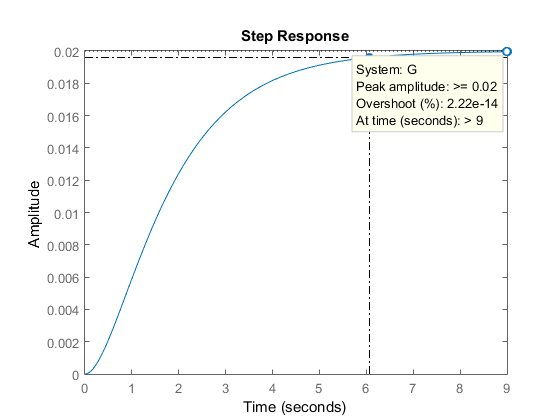 Step Response
0.02
0.018
0.016
0.014
0.012
0.01
0.008
0.006
0.004
0.002
0
Amplitude
System: G
Peak amplitude: >= 0.02
Overshoot (%): 2.22e-14
At time (seconds): > 9
0 1 2 3 4 5 6 7 8 9
Time (seconds)